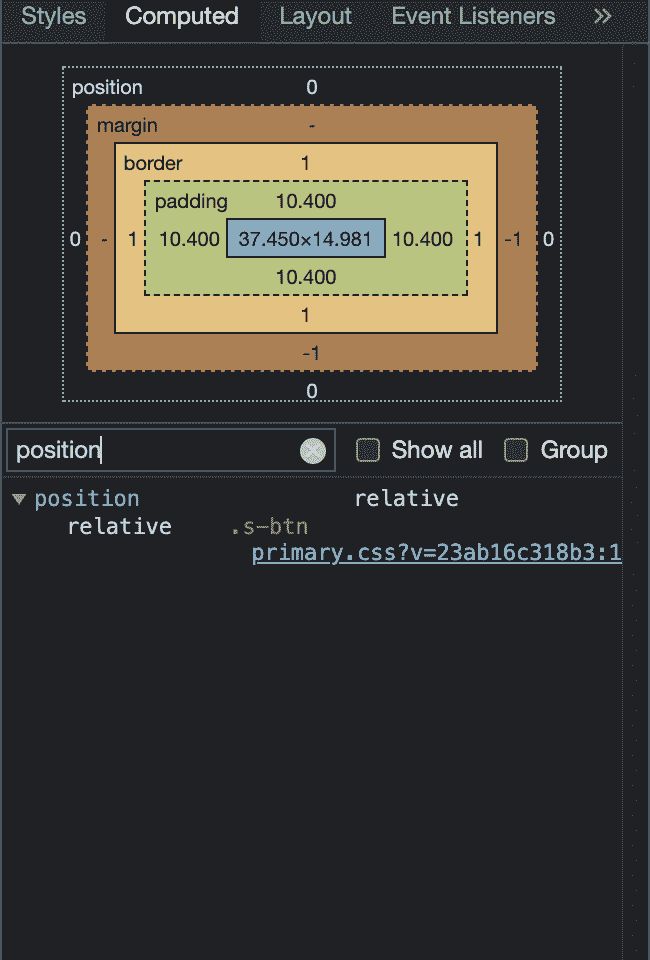 Styles Computed Layout Event Listeners »
position 0
margin -
border 1
padding 10.400
0 - 1 10.400 37.450×14.981 10.400 1 -1 0
10.400
1
-1
0
position Show all Group
position relative
relative .s-btn
primary.css?v=23ab16c318b3:1